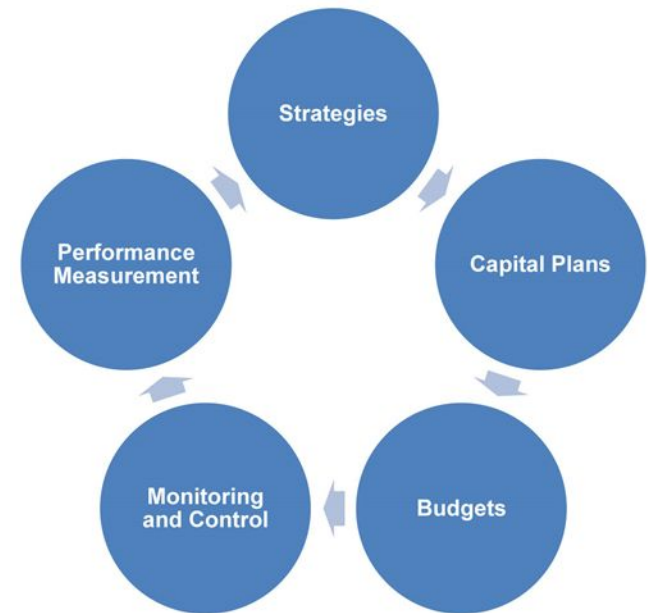 Strategies
Capital Plans
Budgets
Monitoring
and Control
Performance
Measurement